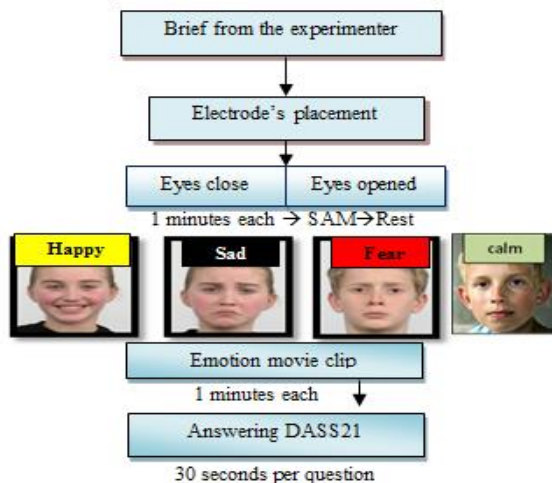 Brief from the experimenter
Electrode’s placement
Eyes close
Eyes opened
1 minutes each → SAM→Rest
Happy
Sad
Fear
calm
Emotion movie clip
1 minutes each
Answering DASS21
30 seconds per question